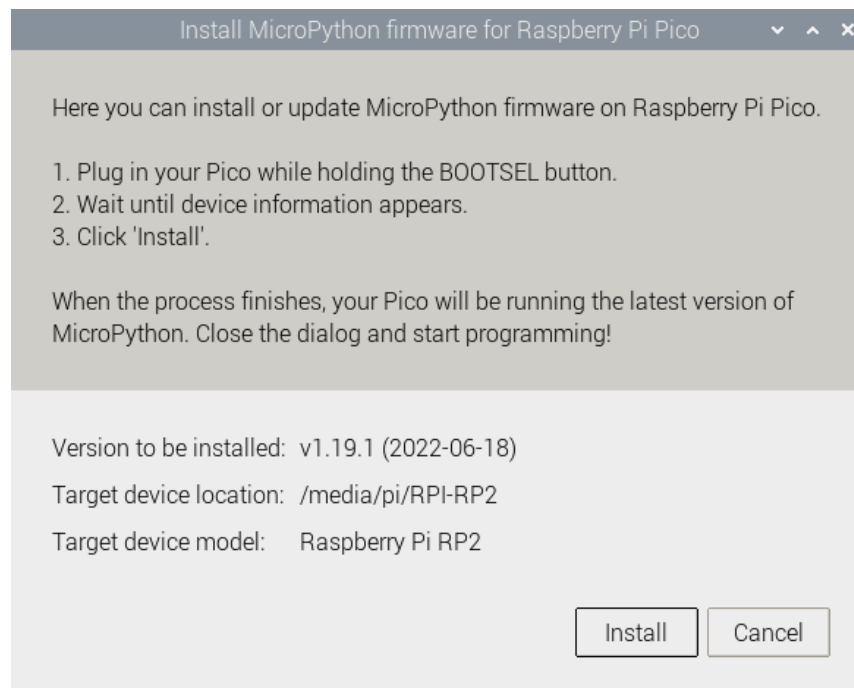 Install MicroPython firmware for Raspberry Pi Pico
Here you can install or update MicroPython firmware on Raspberry Pi Pico.
1. Plug in your Pico while holding the BOOTSEL button.
2. Wait until device information appears.
3. Click 'Install'.
When the process finishes, your Pico will be running the latest version of
MicroPython. Close the dialog and start programming!
Version to be installed: v1.19.1 (2022-06-18)
Target device location: /media/pi/RPI-RP2
Target device model: Raspberry Pi RP2
Install Cancel